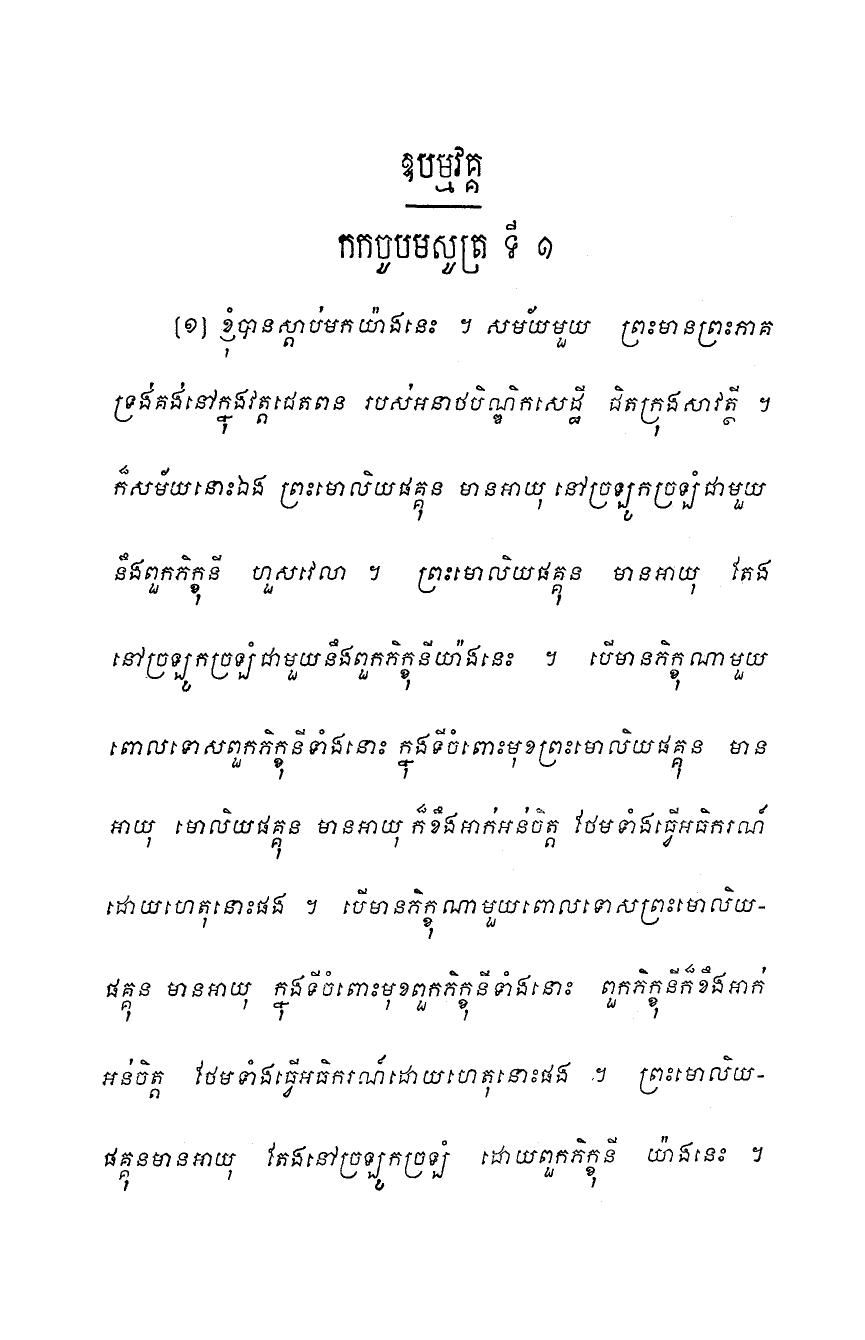 ឱបម្មវគ្គ
កកចូបមសូត្រ ទី ១
[១] ខ្ញុំបានស្តាប់មកយ៉ាងនេះ ។ សម័យមួយ ព្រះមានព្រះភាគ
ទ្រង់គង់នៅក្នុងវត្តជេតពន របស់អនាថបិណ្ឌិកសេដ្ឋី ជិតក្រុងសាវត្ថី ។
ក៏សម័យនោះឯង ព្រះមោលិយផគ្គុន មានអាយុ នៅច្រឡូកច្រឡំជាមួយ
នឹងពួកភិក្ខុនី ហួសវេលា ។ ព្រះមោលិយផគ្គុន មានអាយុ តែង
នៅច្រឡូកច្រឡំជាមួយនឹងពួកភិក្ខុនីយ៉ាងនេះ ។ បើមានភិក្ខុណាមួយ
ពោលទោសពួកភិក្ខុនីទាំងនោះ ក្នុងទីចំពោះមុខព្រះមោលិយផគ្គុន មាន
អាយុ មោលិយផគ្គុន មានអាយុ ក៏ខឹងអាក់អន់ចិត្ត ថែមទាំងធ្វើអធិករណ៍
ដោយហេតុនោះផង ។ បើមានភិក្ខុណាមួយពោលទោសព្រះមោលិយ-
ផគ្គុន មានអាយុ ក្នុងទីចំពោះមុខពួកភិក្ខុនីទាំងនោះ ពួកភិក្ខុនីក៏ខឹងអាក់
អន់ចិត្ត ថែមទាំងធ្វើអធិករណ៍ដោយហេតុនោះផង ។ ព្រះមោលិយ-
ផគ្គុនមានអាយុ តែងនៅច្រឡូកច្រឡំ ដោយពួកភិក្ខុនី យ៉ាងនេះ ។